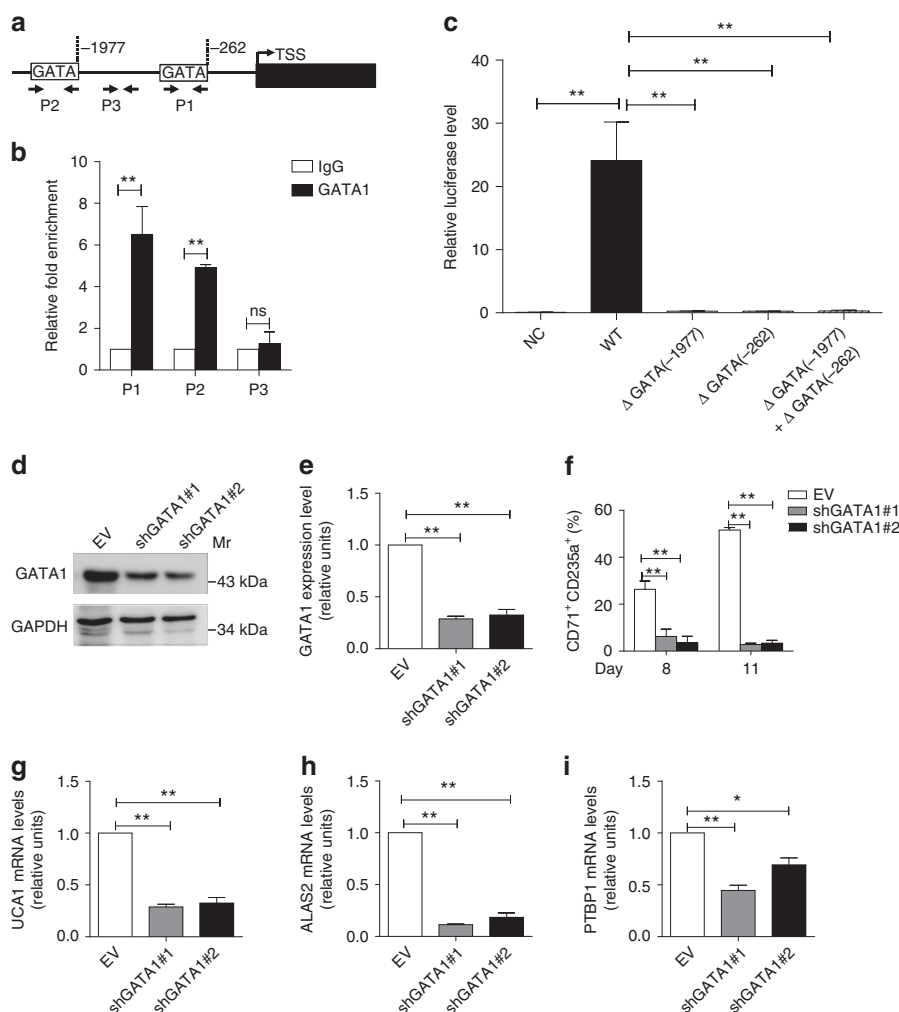 a
–1977
–262
TSS
GATA
GATA
P2
P3
P1
b
IgG
GATA1
Relative fold enrichment
10
8
6
4
2
0
**
**
ns
P1
P2
P3
c
Relative luciferase level
40
30
20
10
0
**
**
**
**
NC
WT
Δ GATA(–1977)
Δ GATA(–262)
Δ GATA(–1977)
+ Δ GATA(–262)
d
EV
shGATA1#1
shGATA1#2
Mr
GATA1
–43 kDa
GAPDH
–34 kDa
e
GATA1 expression level
(relative units)
1.5
1.0
0.5
0.0
**
**
EV
shGATA1#1
shGATA1#2
f
EV
shGATA1#1
shGATA1#2
CD71+ CD235a+ (%)
60
40
20
0
**
**
**
**
Day
8
11
g
UCA1 mRNA levels
(relative units)
1.5
1.0
0.5
0.0
**
**
EV
shGATA1#1
shGATA1#2
h
ALAS2 mRNA levels
(relative units)
1.5
1.0
0.5
0.0
**
**
EV
shGATA1#1
shGATA1#2
i
PTBP1 mRNA levels
(relative units)
1.5
1.0
0.5
0.0
*
**
EV
shGATA1#1
shGATA1#2